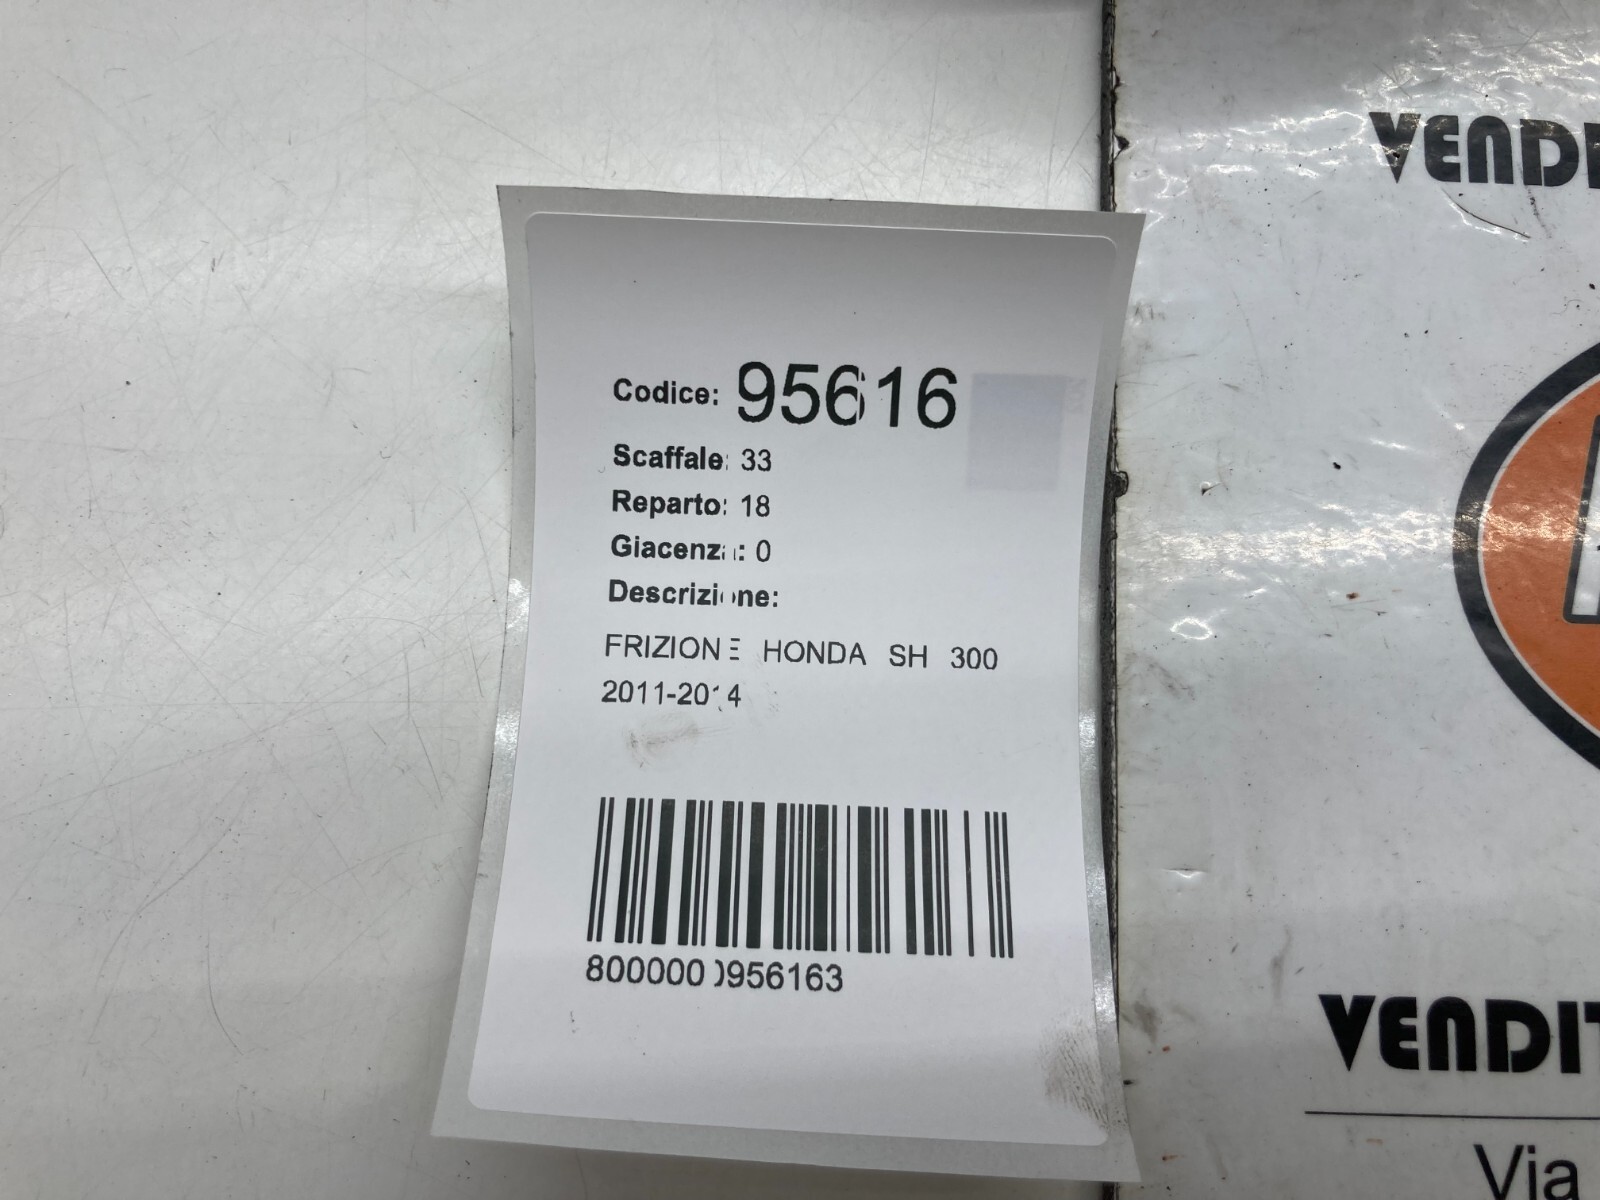 Codice: 95616
Scaffale: 33
Reparto: 18
Giacenza: 0
Descrizione:
FRIZIONE HONDA SH 300
2011-2014
8000000956163
VENDI
VENDIT
Via